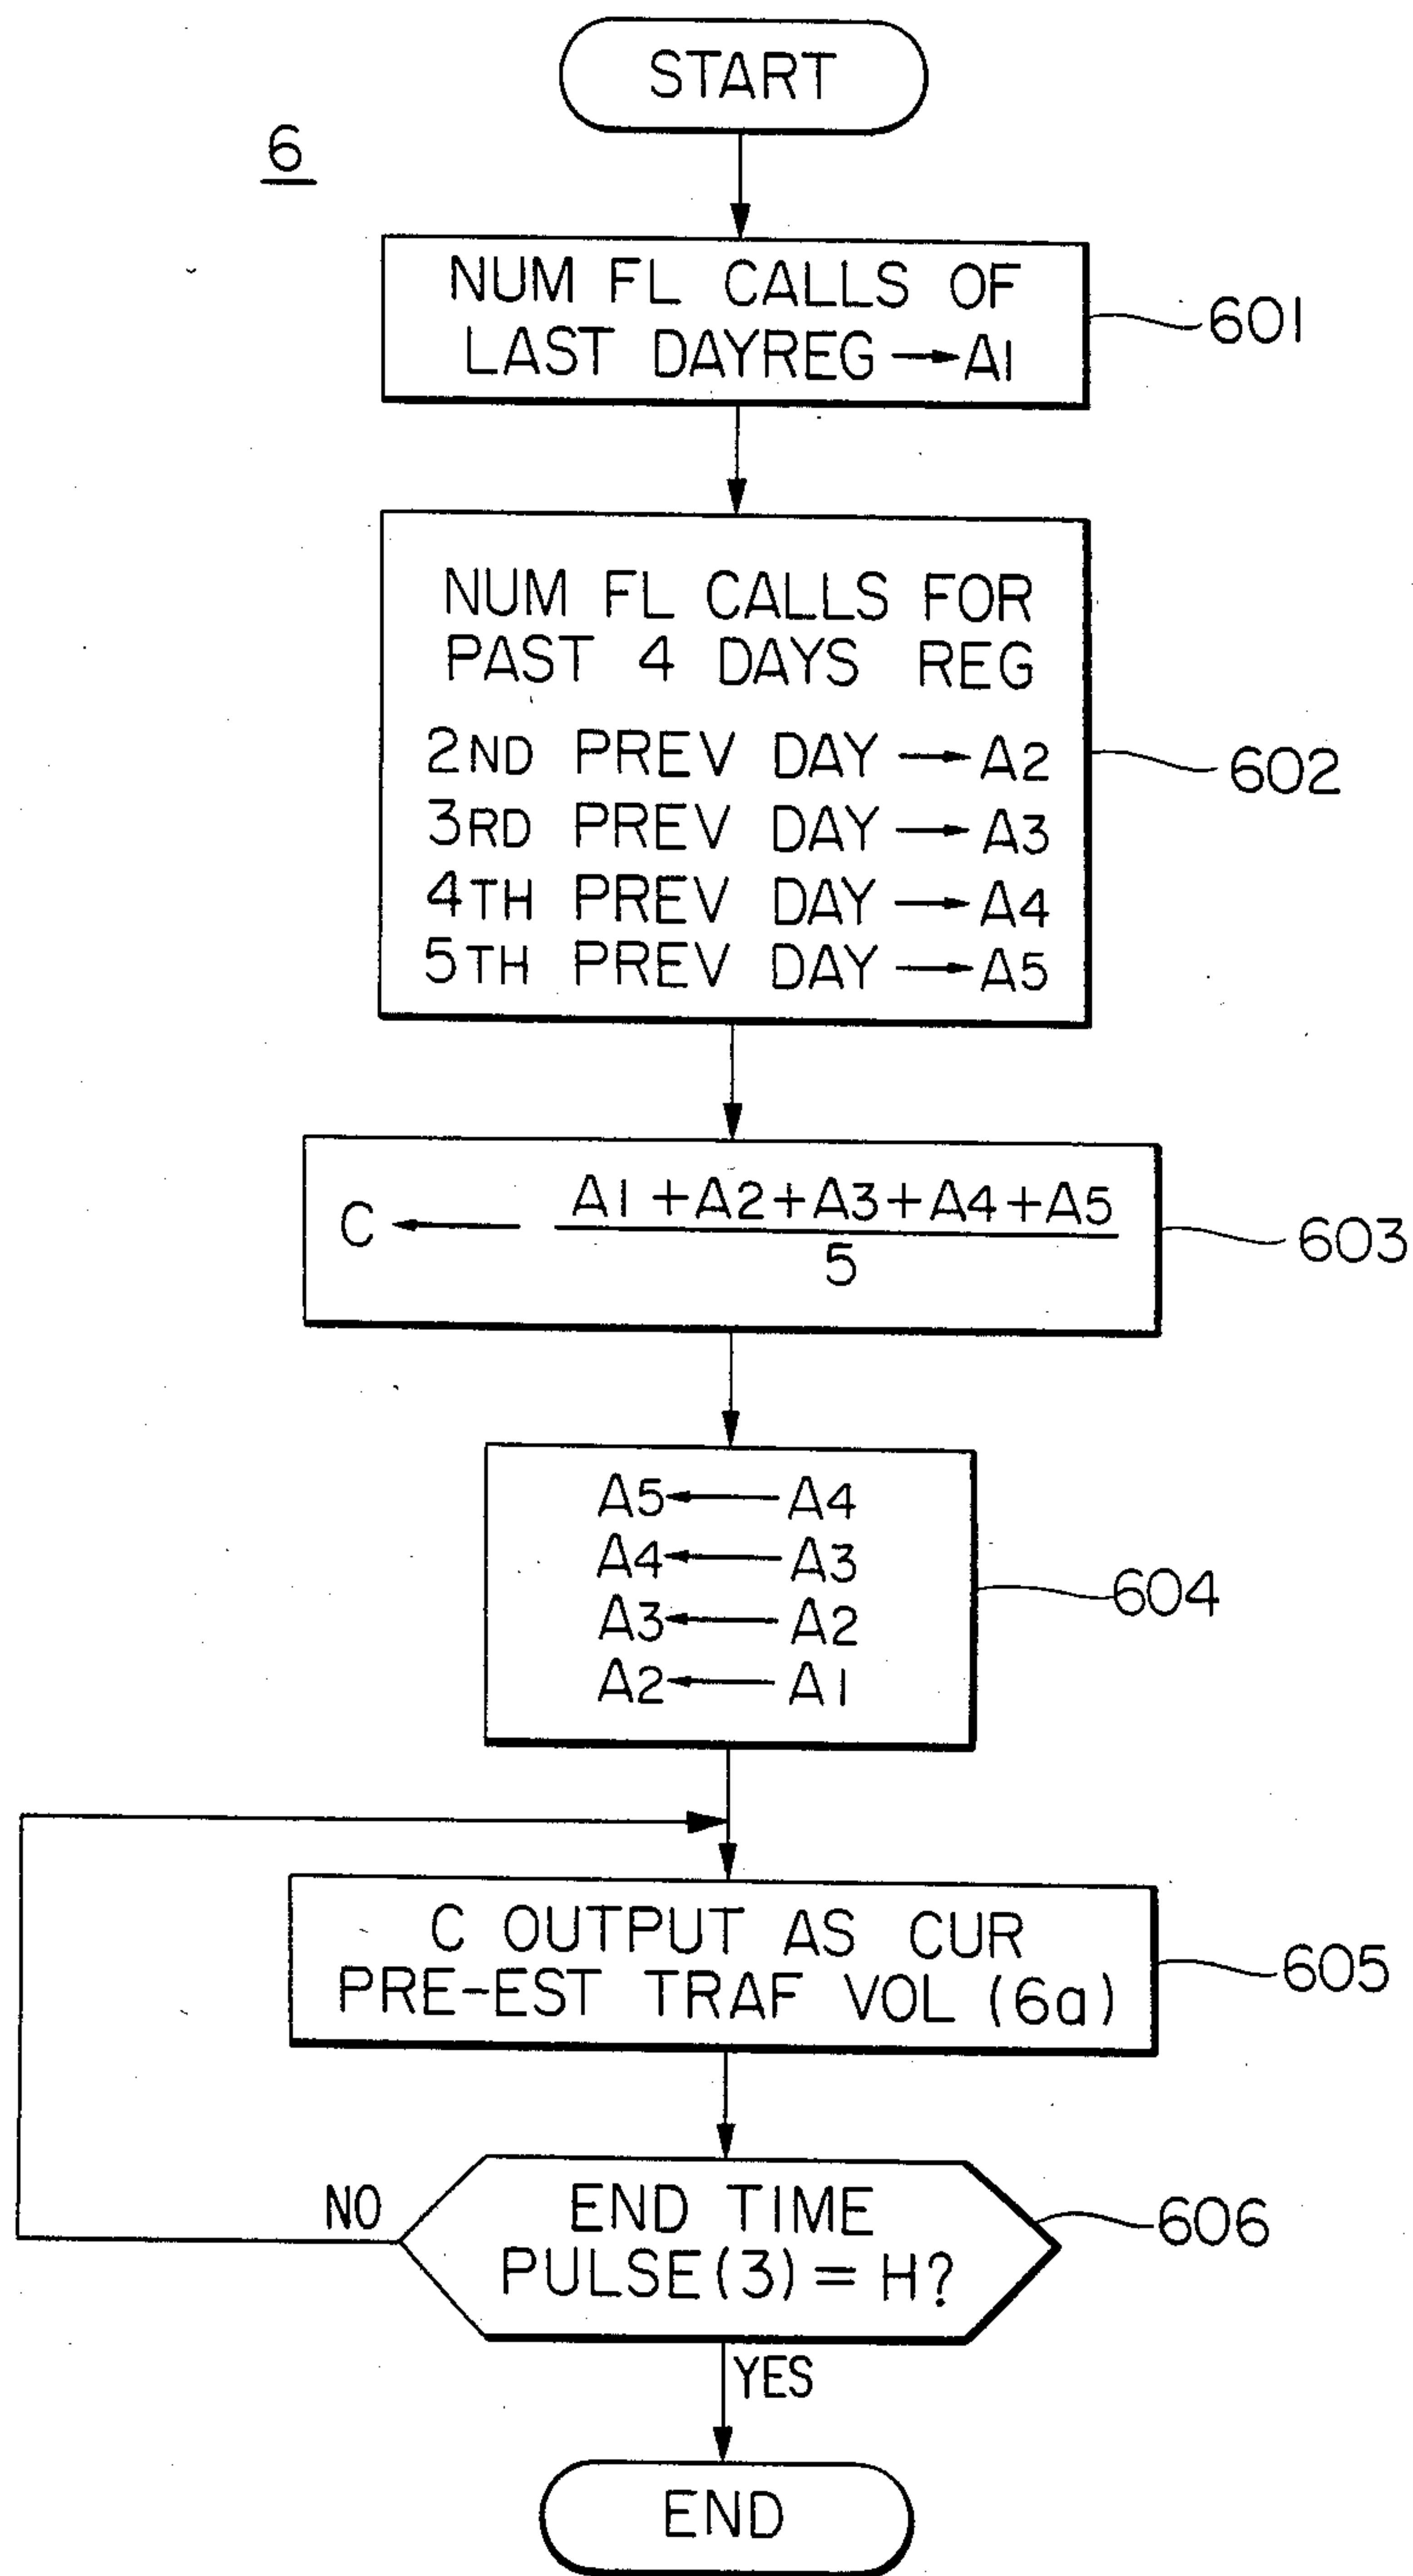 START
6
NUM FL CALLS OF
LAST DAYREG → A1
601
NUM FL CALLS FOR
PAST 4 DAYS REG
2ND PREV DAY → A2
3RD PREV DAY → A3
4TH PREV DAY → A4
5TH PREV DAY → A5
602
C ← A1+A2+A3+A4+A5
5
603
A5 ← A4
A4 ← A3
A3 ← A2
A2 ← A1
604
C OUTPUT AS CUR
PRE-EST TRAF VOL (6a)
605
NO
END TIME
PULSE(3) = H?
606
YES
END